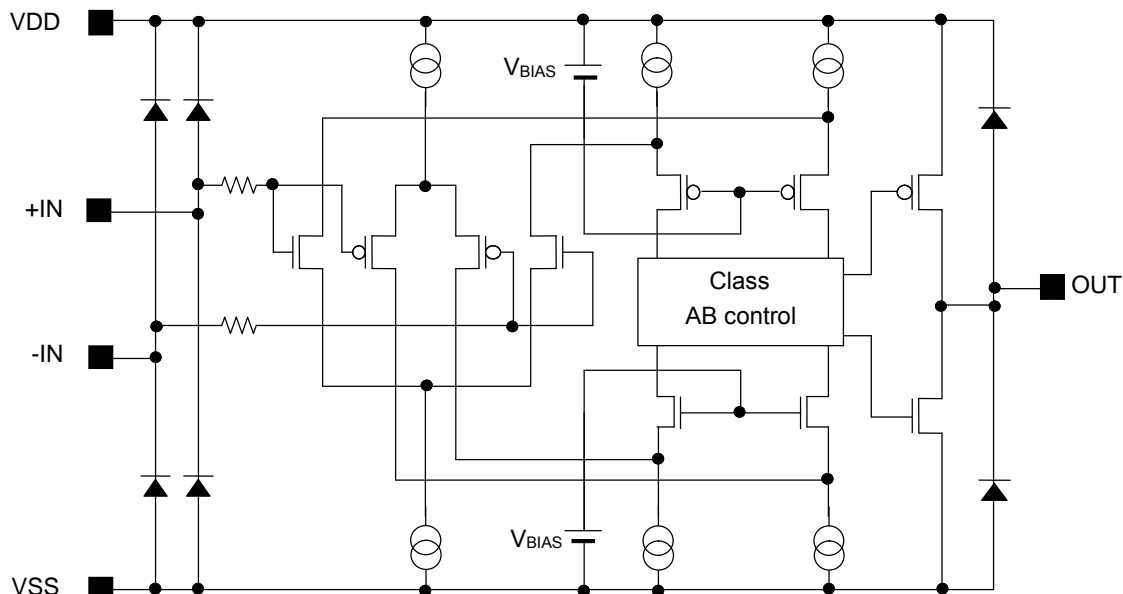 VDD
VBIAS
+IN
Class
AB control
OUT
-IN
VBIAS
VSS